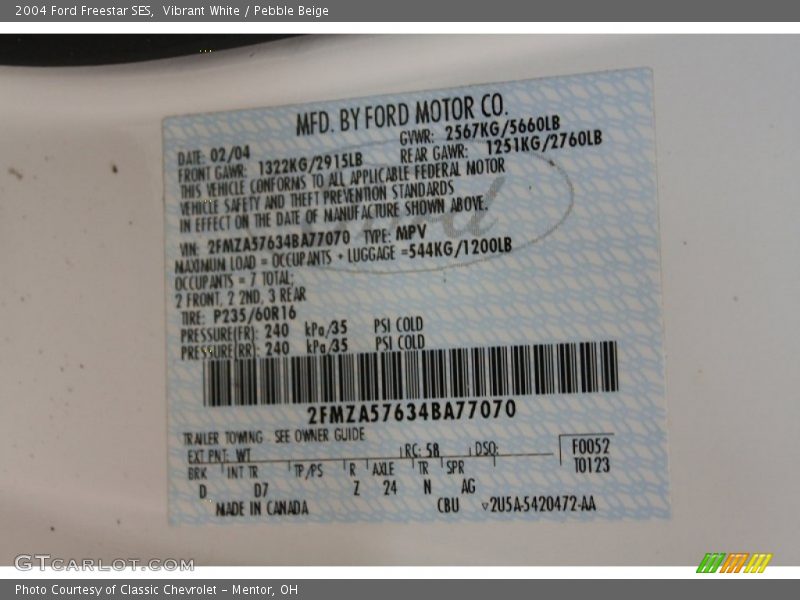 2004 Ford Freestar SES,  Vibrant White / Pebble Beige
MFD. BY FORD MOTOR CO.
DATE: 02/04 GVWR: 2567KG/5660LB
FRONT GAWR: 1322KG/2915LB REAR GAWR: 1251KG/2760LB
THIS VEHICLE CONFORMS TO ALL APPLICABLE FEDERAL MOTOR
VEHICLE SAFETY AND THEFT PREVENTION STANDARDS
IN EFFECT ON THE DATE OF MANUFACTURE SHOWN ABOVE.
VIN: 2FMZA57634BA77070 TYPE: MPV
MAXIMUM LOAD = OCCUPANTS + LUGGAGE =544KG/1200LB
OCCUPANTS = 7 TOTAL;
2 FRONT, 2 2ND, 3 REAR
TIRE: P235/60R16
PRESSURE(FR): 240 kPa/35 PSI COLD
PRESSURE(RR): 240 kPa/35 PSI COLD
2FMZA57634BA77070
TRAILER TOWING - SEE OWNER GUIDE
EXT PNT: WT RC: 58 DSO: F0052
BRK INT TR TP/PS R AXLE TR SPR T0123
D D7 Z 24 N AG
MADE IN CANADA CBU 2U5A-5420472-AA
GTCARLOT.COM
Photo Courtesy of Classic Chevrolet - Mentor, OH